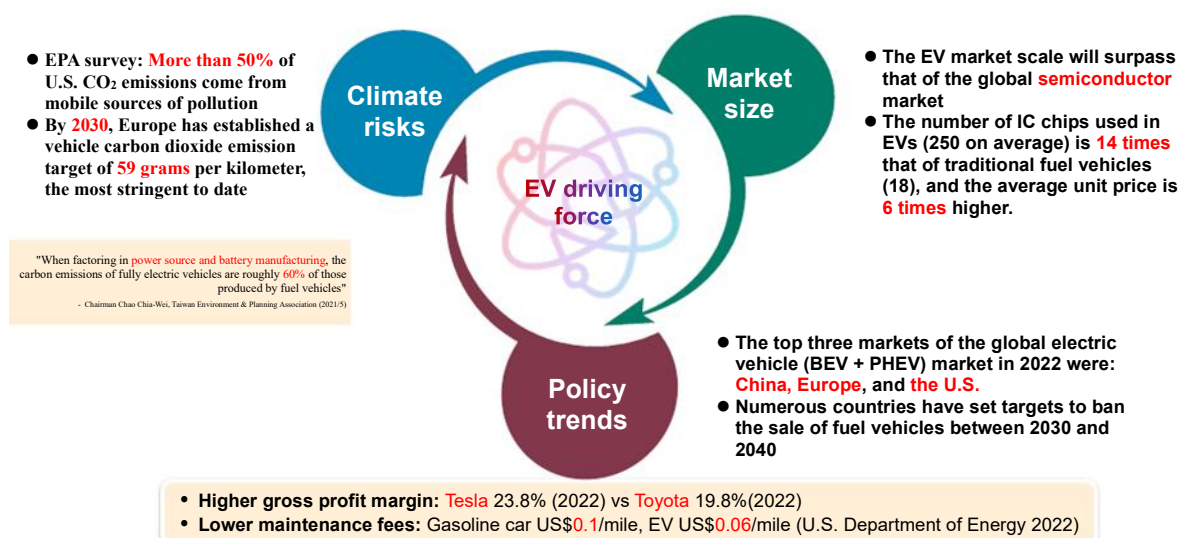 ● EPA survey: More than 50% of
U.S. CO₂ emissions come from
mobile sources of pollution
● By 2030, Europe has established a
vehicle carbon dioxide emission
target of 59 grams per kilometer,
the most stringent to date
"When factoring in power source and battery manufacturing, the
carbon emissions of fully electric vehicles are roughly 60% of those
produced by fuel vehicles"
- Chairman Chao Chia-Wei, Taiwan Environment & Planning Association (2021/5)
Climate
risks
Market
size
EV driving
force
Policy
trends
● The EV market scale will surpass
that of the global semiconductor
market
● The number of IC chips used in
EVs (250 on average) is 14 times
that of traditional fuel vehicles
(18), and the average unit price is
6 times higher.
● The top three markets of the global electric
vehicle (BEV + PHEV) market in 2022 were:
China, Europe, and the U.S.
● Numerous countries have set targets to ban
the sale of fuel vehicles between 2030 and
2040
• Higher gross profit margin: Tesla 23.8% (2022) vs Toyota 19.8%(2022)
• Lower maintenance fees: Gasoline car US$0.1/mile, EV US$0.06/mile (U.S. Department of Energy 2022)